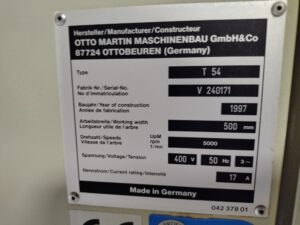 Hersteller/Manufacturer/Constructeur
OTTO MARTIN MASCHINENBAU GmbH&Co
87724 OTTOBEUREN (Germany)
Type T 54
Fabrik-Nr./Serial-No. V 240171
No d'immatriculation
Baujahr/Year of construction 1997
Année de fabrication
Arbeitsbreite/Working width 500 mm
Longueur utile de l'arbre
Drehzahl/Speeds UpM 5000
Vitesse de l'arbre rpm
t/min
Spannung/Voltage/Tension 400 V 50 Hz 3~
Nennstrom/Current rating/Intensité 17 A
Made in Germany
042 378 01